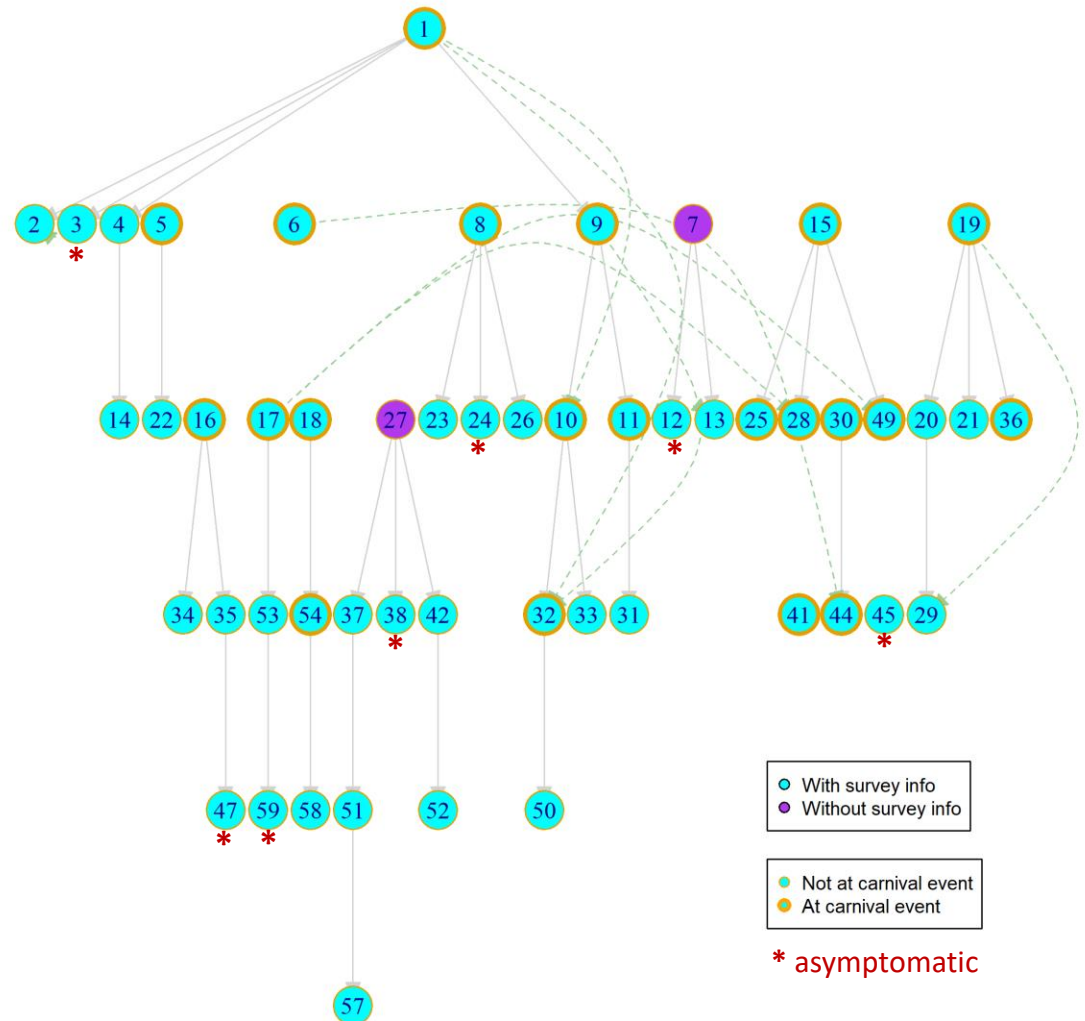 1
2 3 4 5 6 8 9 7 15 19
*
14 22 16 17 18 27 23 24 26 10 11 12 13 25 28 30 49 20 21 36
* *
34 35 53 54 37 38 42 32 33 31 41 44 45 29
* *
47 59 58 51 52 50
* *
57
With survey info
Without survey info
Not at carnival event
At carnival event
* asymptomatic